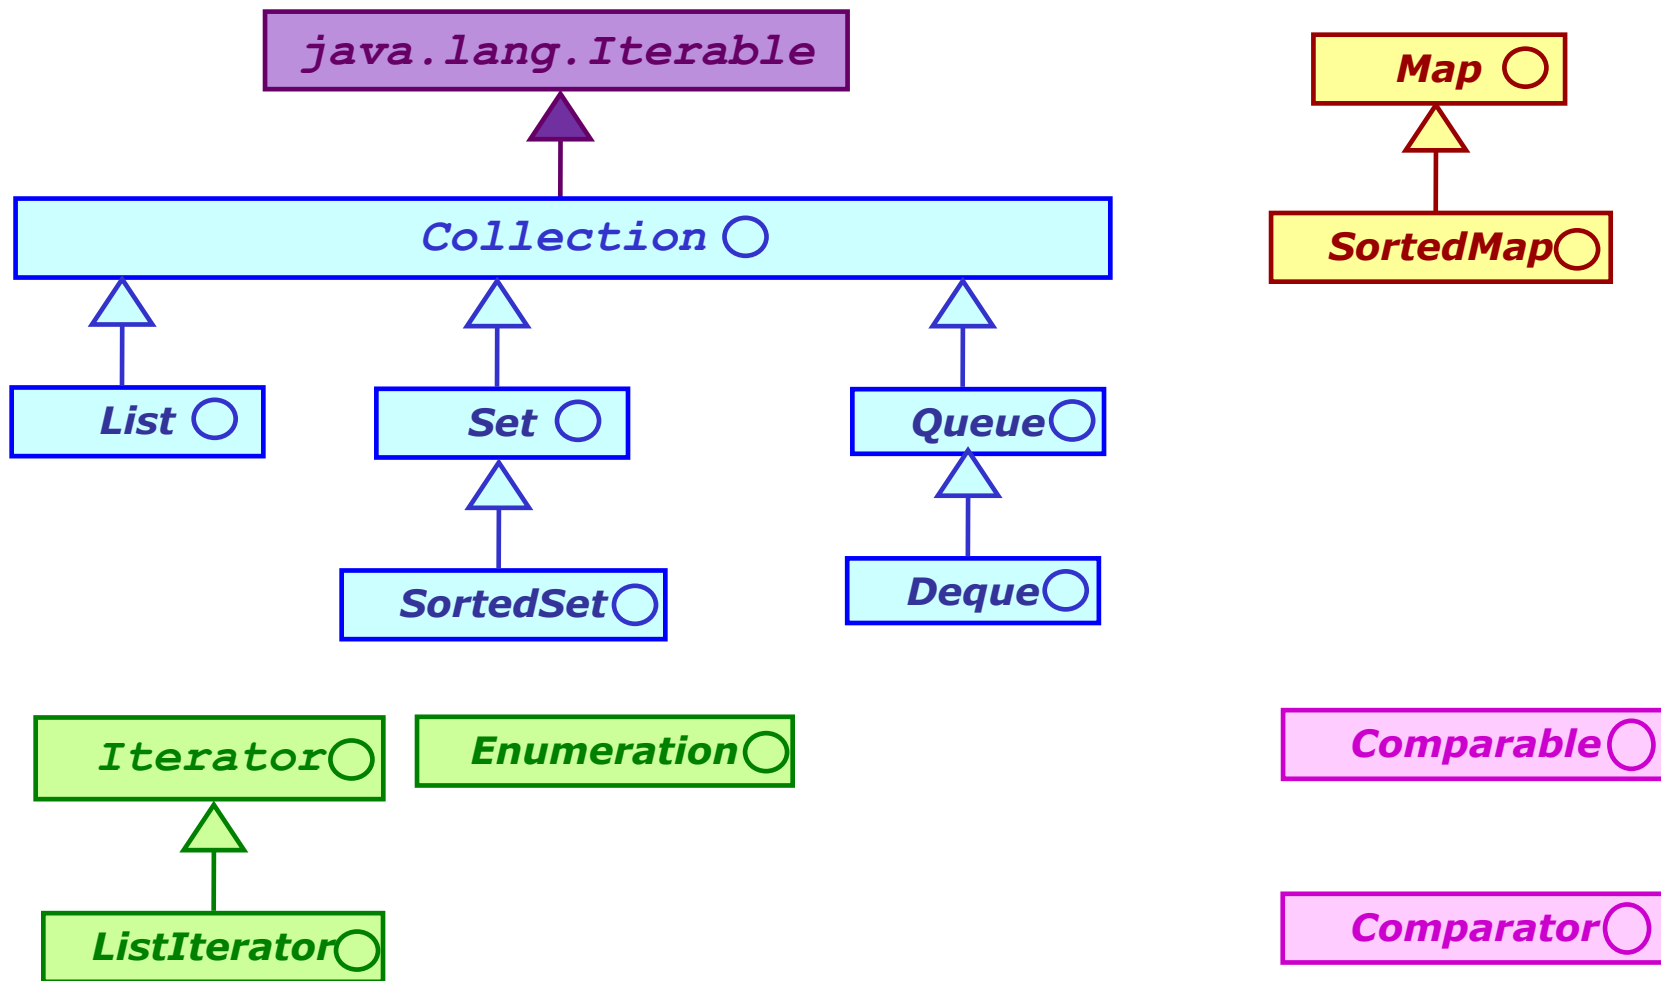 java.lang.Iterable
Map
Collection
SortedMap
List
Set
Queue
SortedSet
Deque
Iterator
Enumeration
Comparable
ListIterator
Comparator